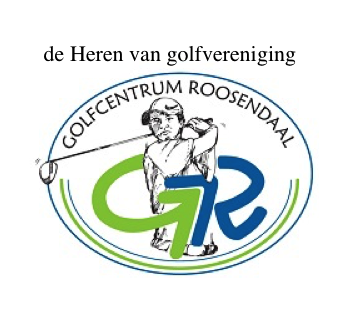 de Heren van golfvereniging
GOLFCENTRUM ROOSENDAAL
GR